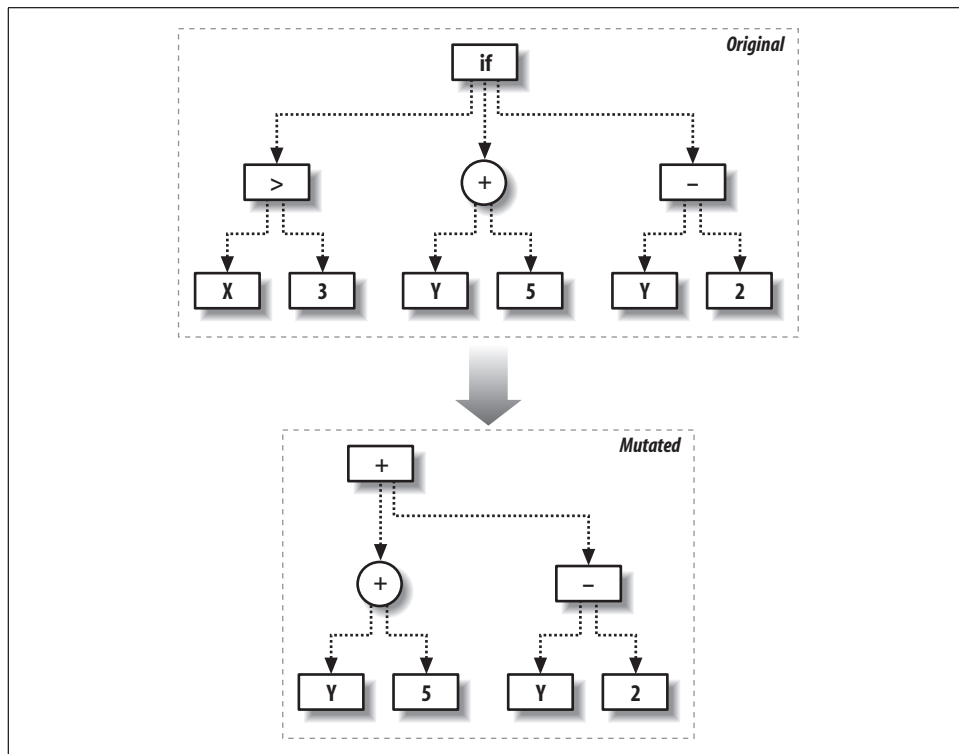 Original
if
> + –
X 3 Y 5 Y 2
Mutated
+
+ –
Y 5 Y 2